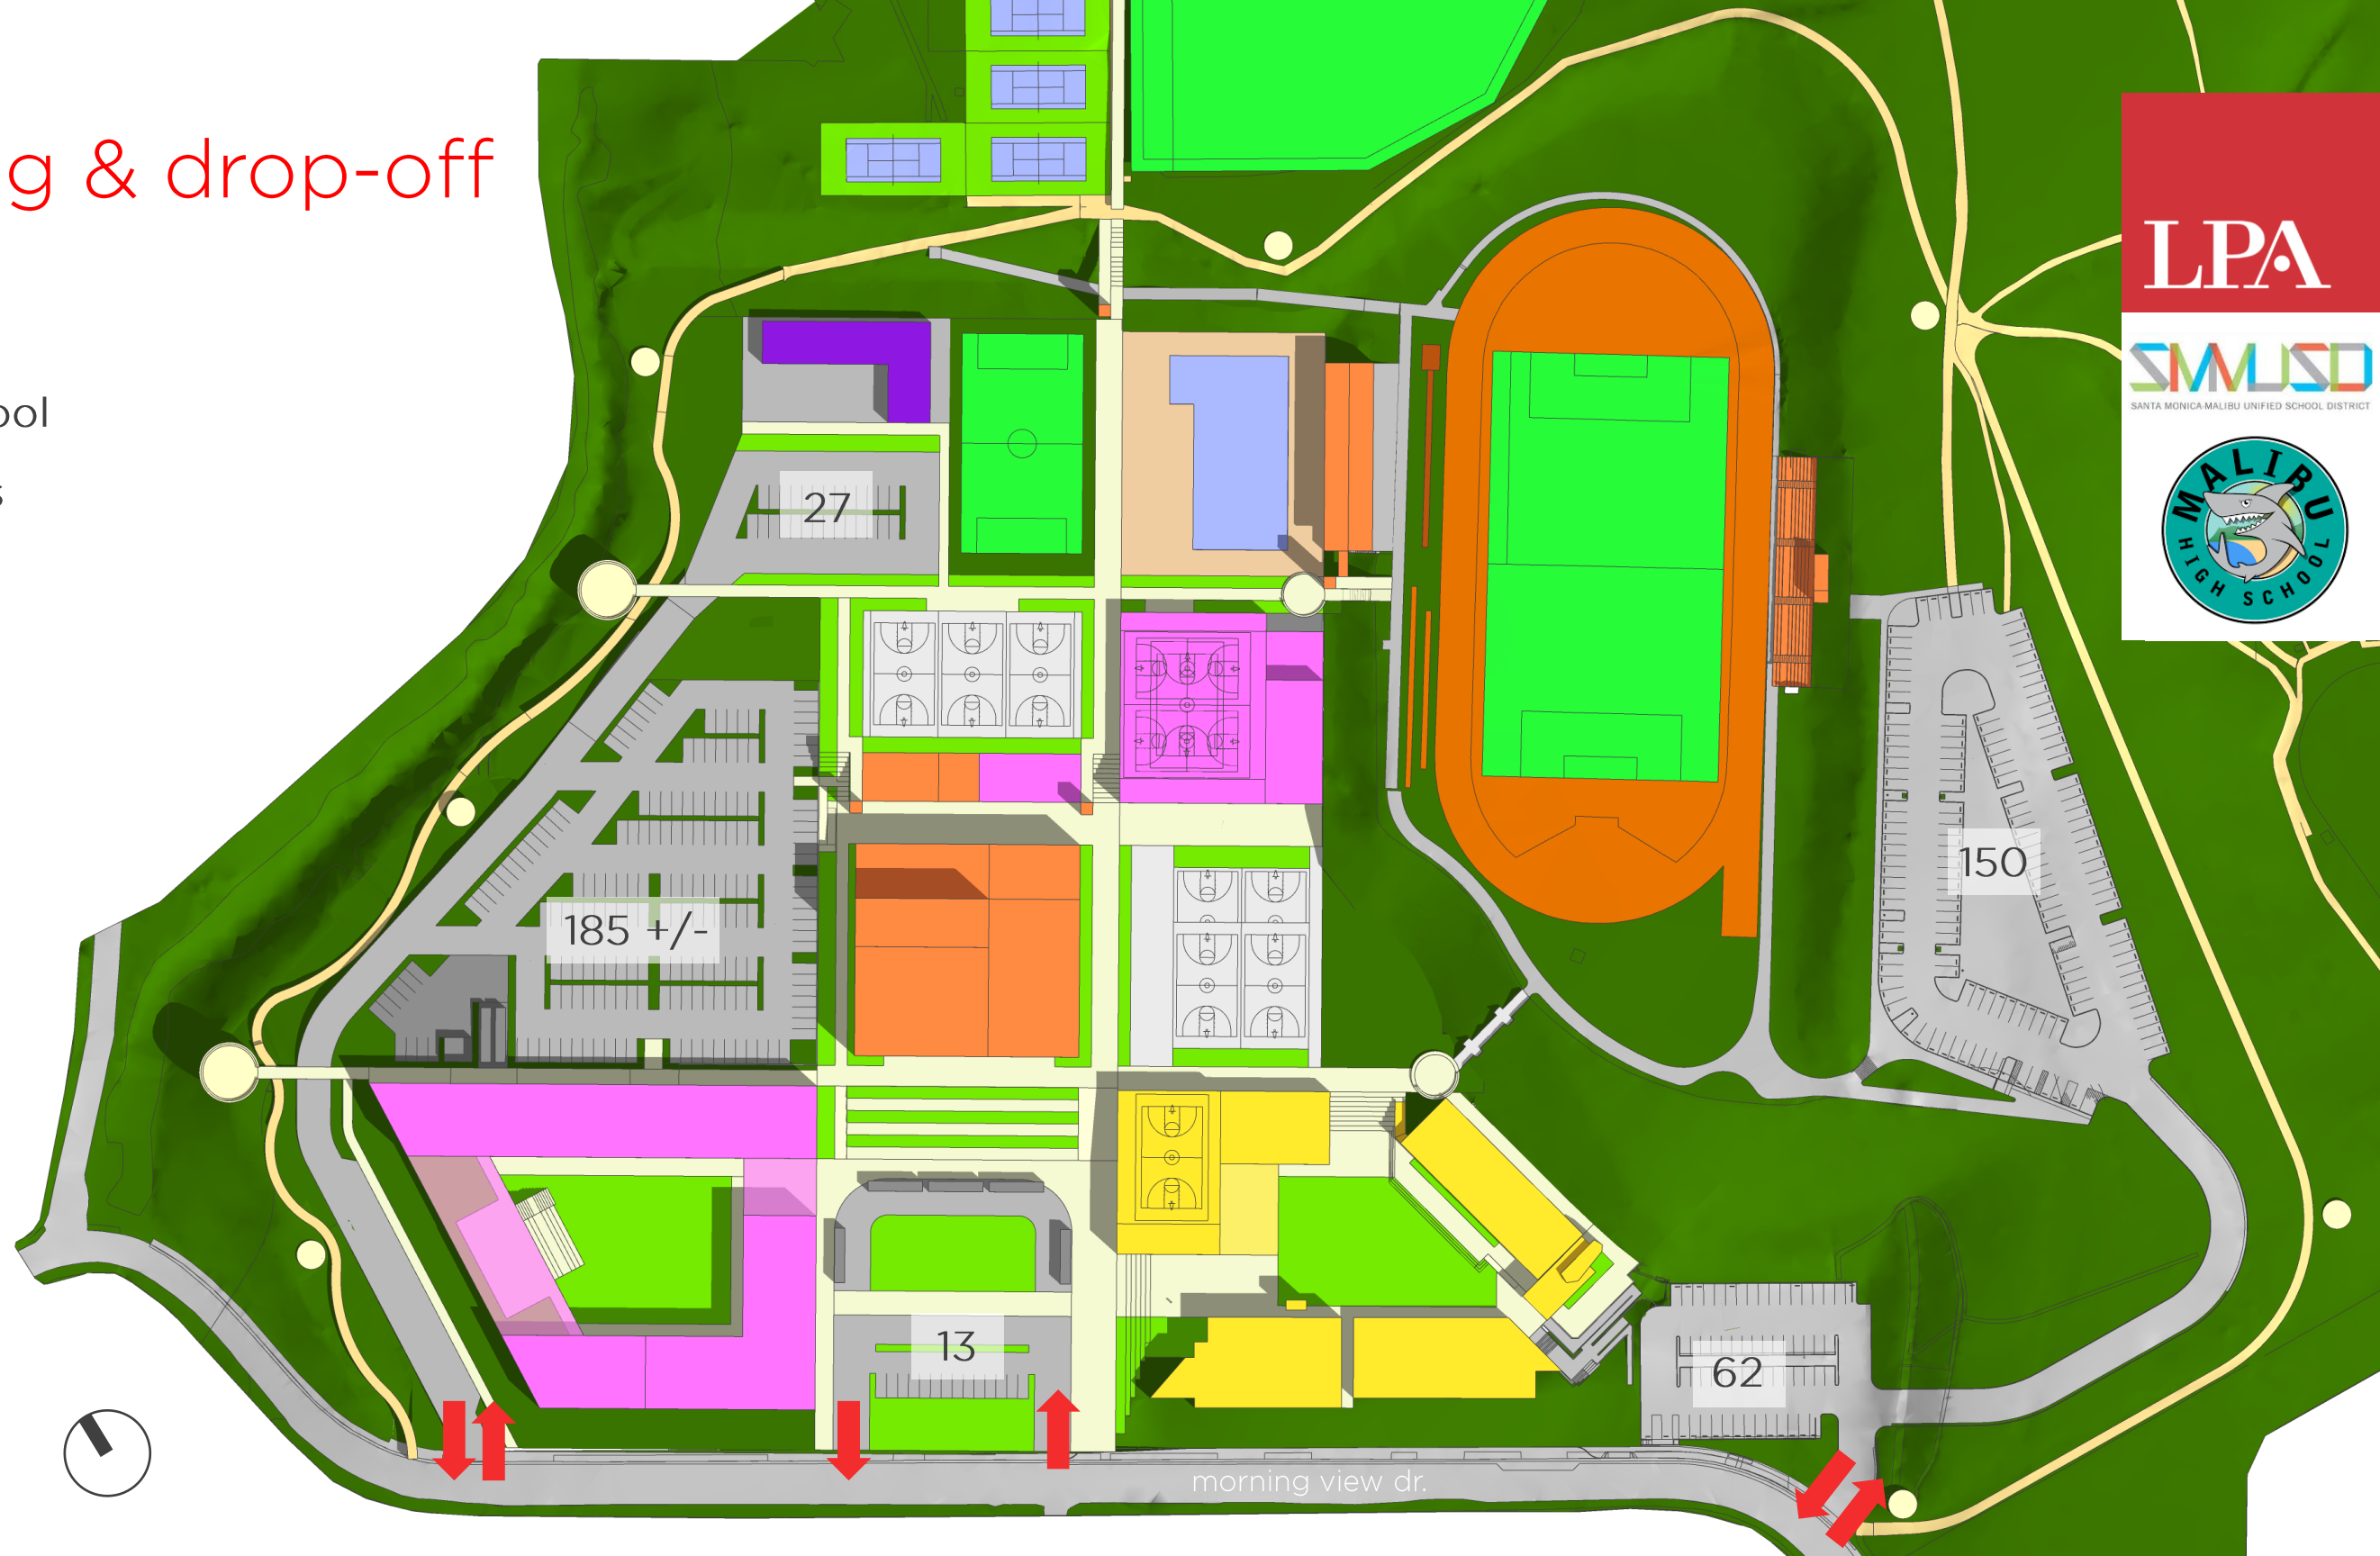 g & drop-off
ool
s
27
185 +/-
13
62
150
morning view dr.
LPA
SMMUSD
SANTA MONICA-MALIBU UNIFIED SCHOOL DISTRICT
MALIBU
HIGH SCHOOL